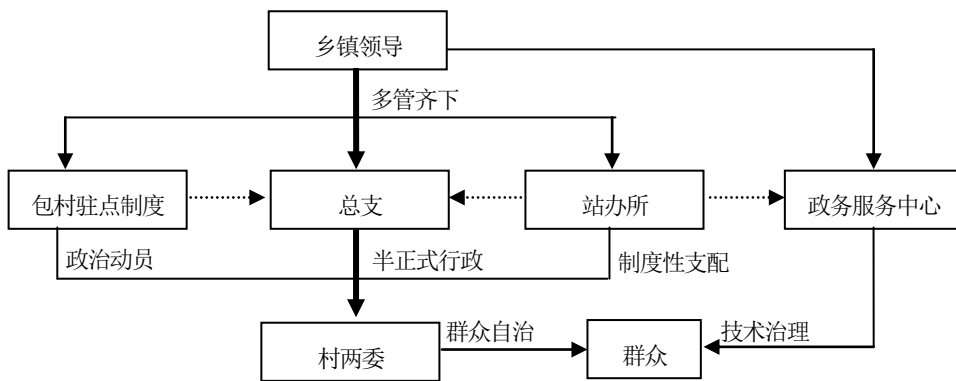 乡镇领导
多管齐下
包村驻点制度
总支
站办所
政务服务中心
政治动员
半正式行政
制度性支配
村两委
群众自治
群众
技术治理